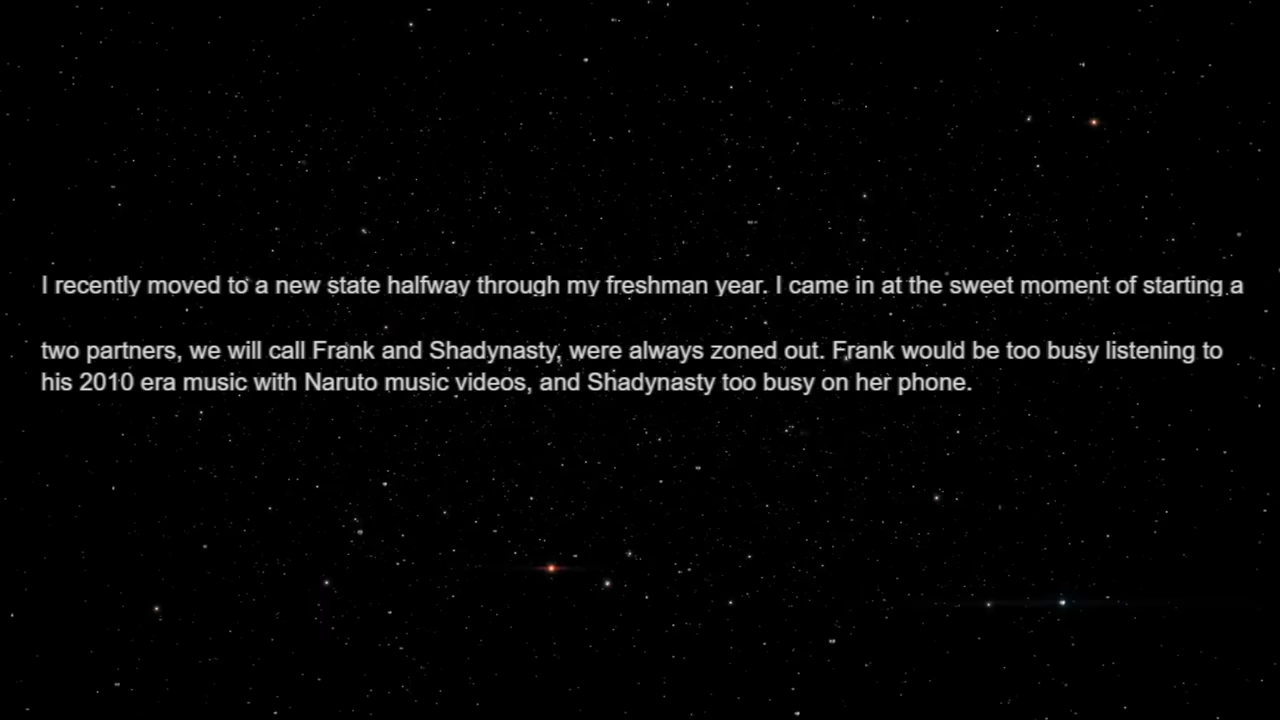 I recently moved to a new state halfway through my freshman year. I came in at the sweet moment of starting a
two partners, we will call Frank and Shadynasty, were always zoned out. Frank would be too busy listening to
his 2010 era music with Naruto music videos, and Shadynasty too busy on her phone.